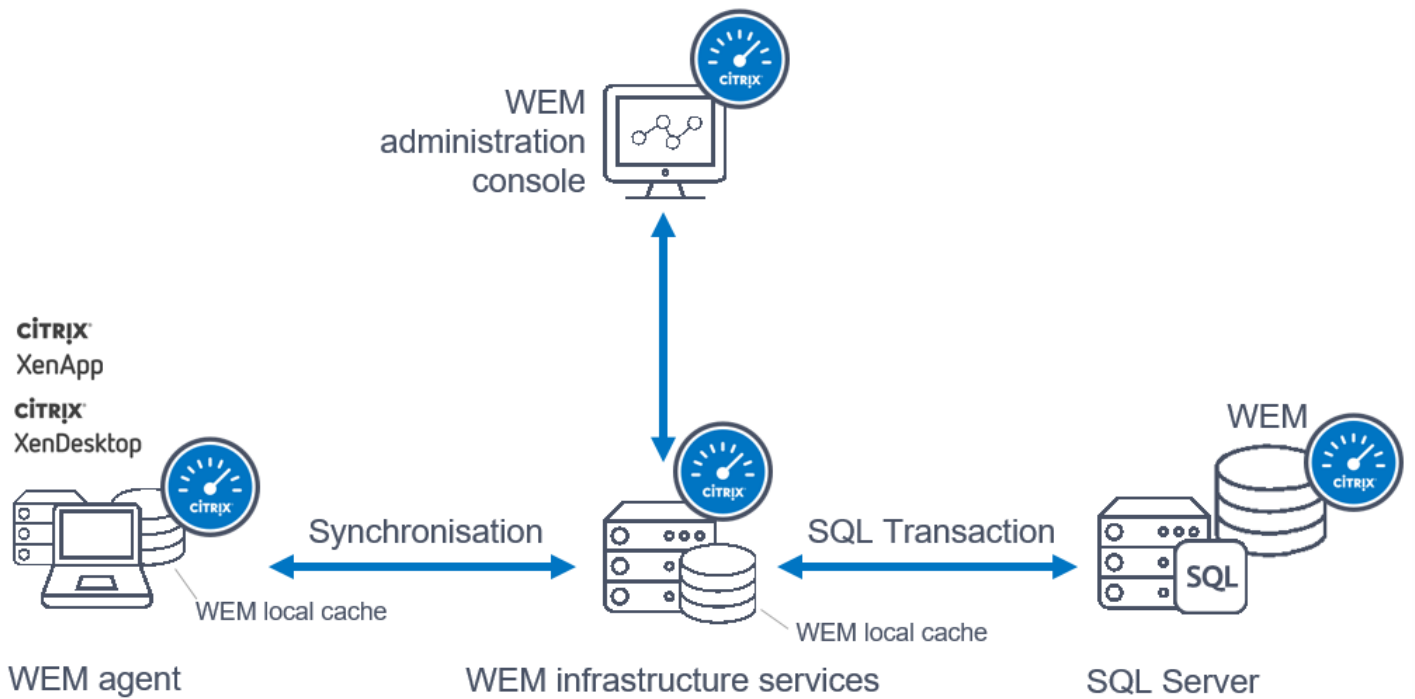 CITRIX
WEM
administration
console
CITRIX
XenApp
CITRIX
XenDesktop
CITRIX
Synchronisation
WEM local cache
WEM agent
CITRIX
WEM local cache
WEM infrastructure services
SQL Transaction
WEM
CITRIX
SQL
SQL Server